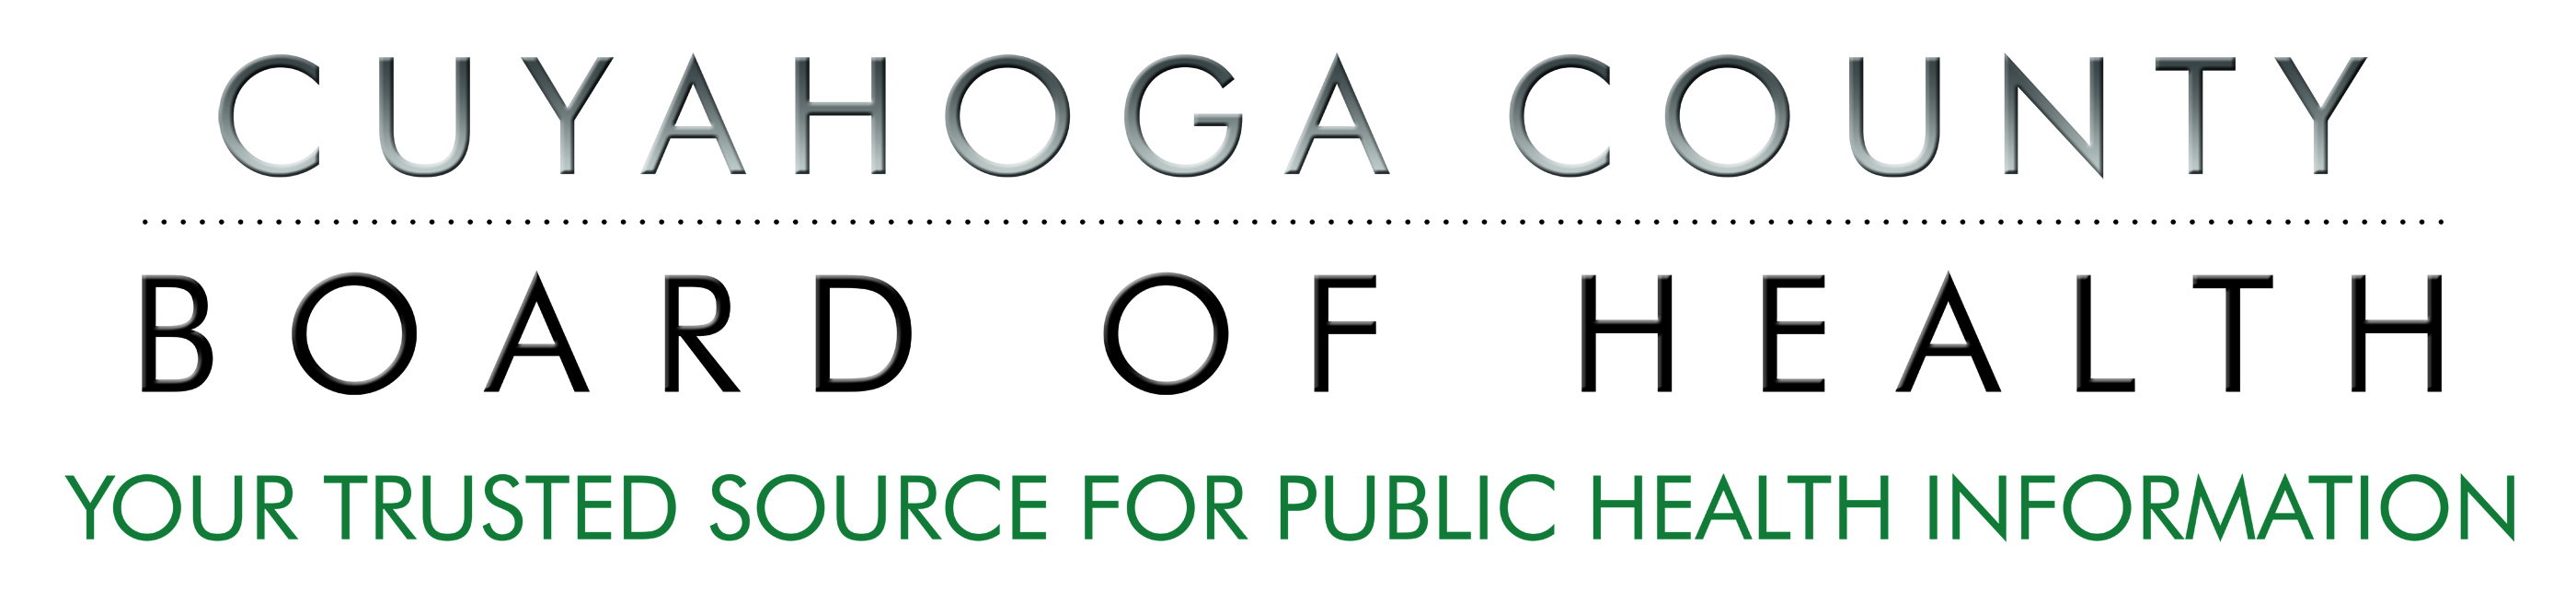 CUYAHOGA COUNTY
BOARD OF HEALTH
YOUR TRUSTED SOURCE FOR PUBLIC HEALTH INFORMATION